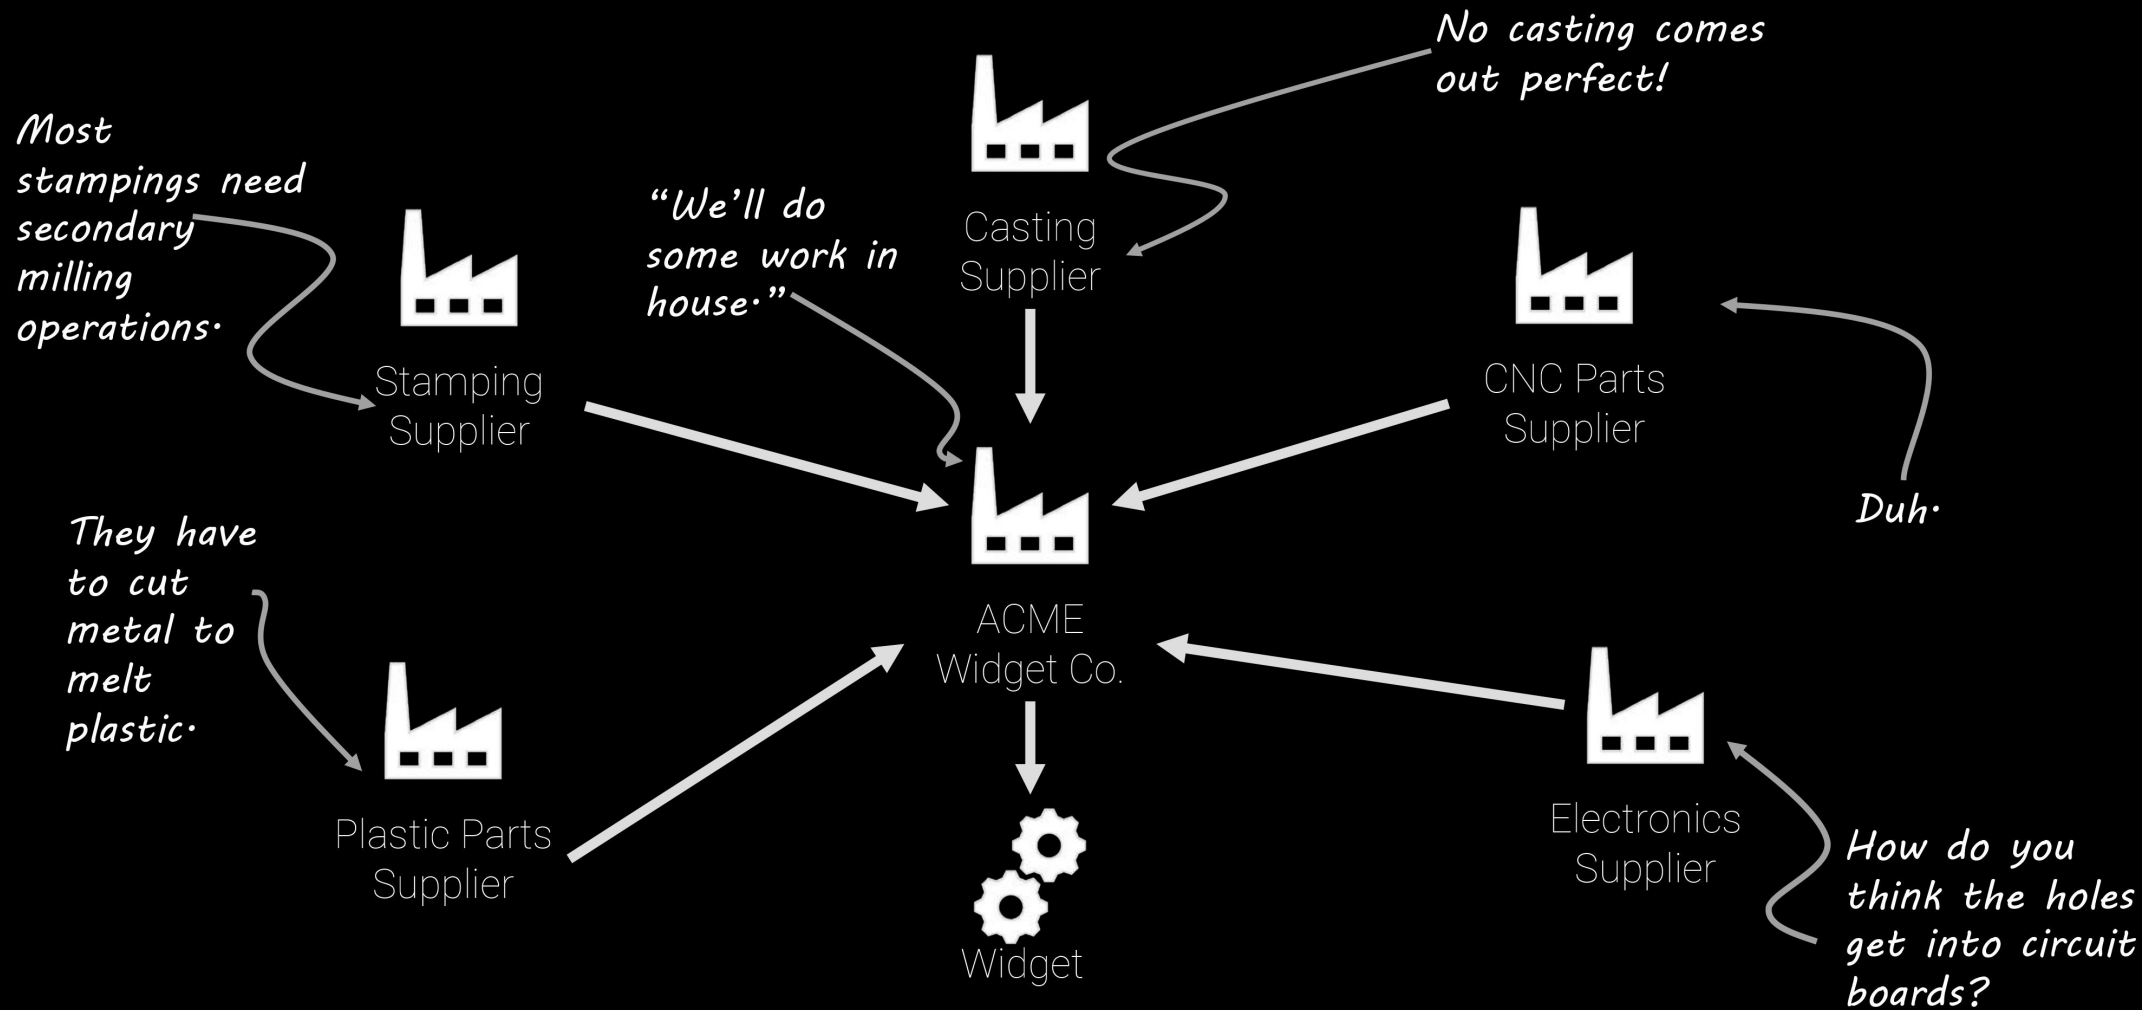 No casting comes
out perfect!
Most
stampings need
secondary
milling
operations.
“We’ll do
some work in
house.”
Casting
Supplier
Stamping
Supplier
CNC Parts
Supplier
Duh.
They have
to cut
metal to
melt
plastic.
ACME
Widget Co.
Plastic Parts
Supplier
Electronics
Supplier
How do you
think the holes
get into circuit
boards?
Widget